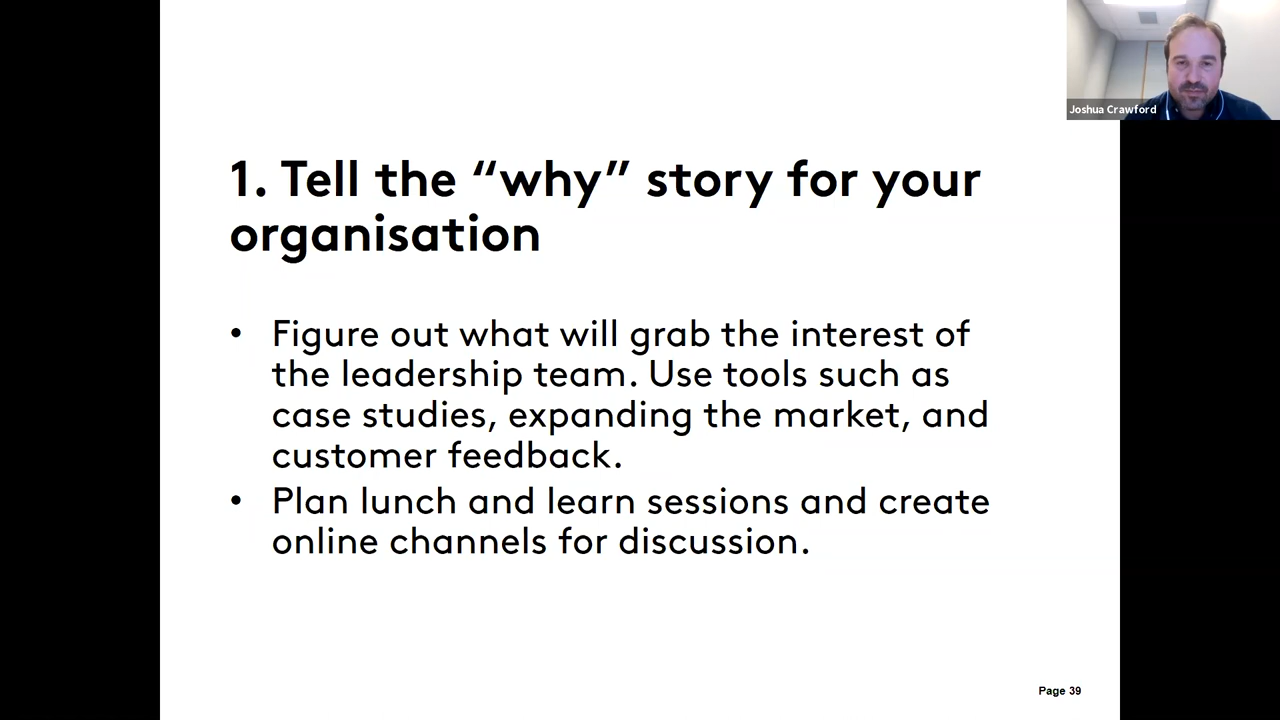 Joshua Crawford
1. Tell the “why” story for your
organisation
• Figure out what will grab the interest of
the leadership team. Use tools such as
case studies, expanding the market, and
customer feedback.
• Plan lunch and learn sessions and create
online channels for discussion.
Page 39